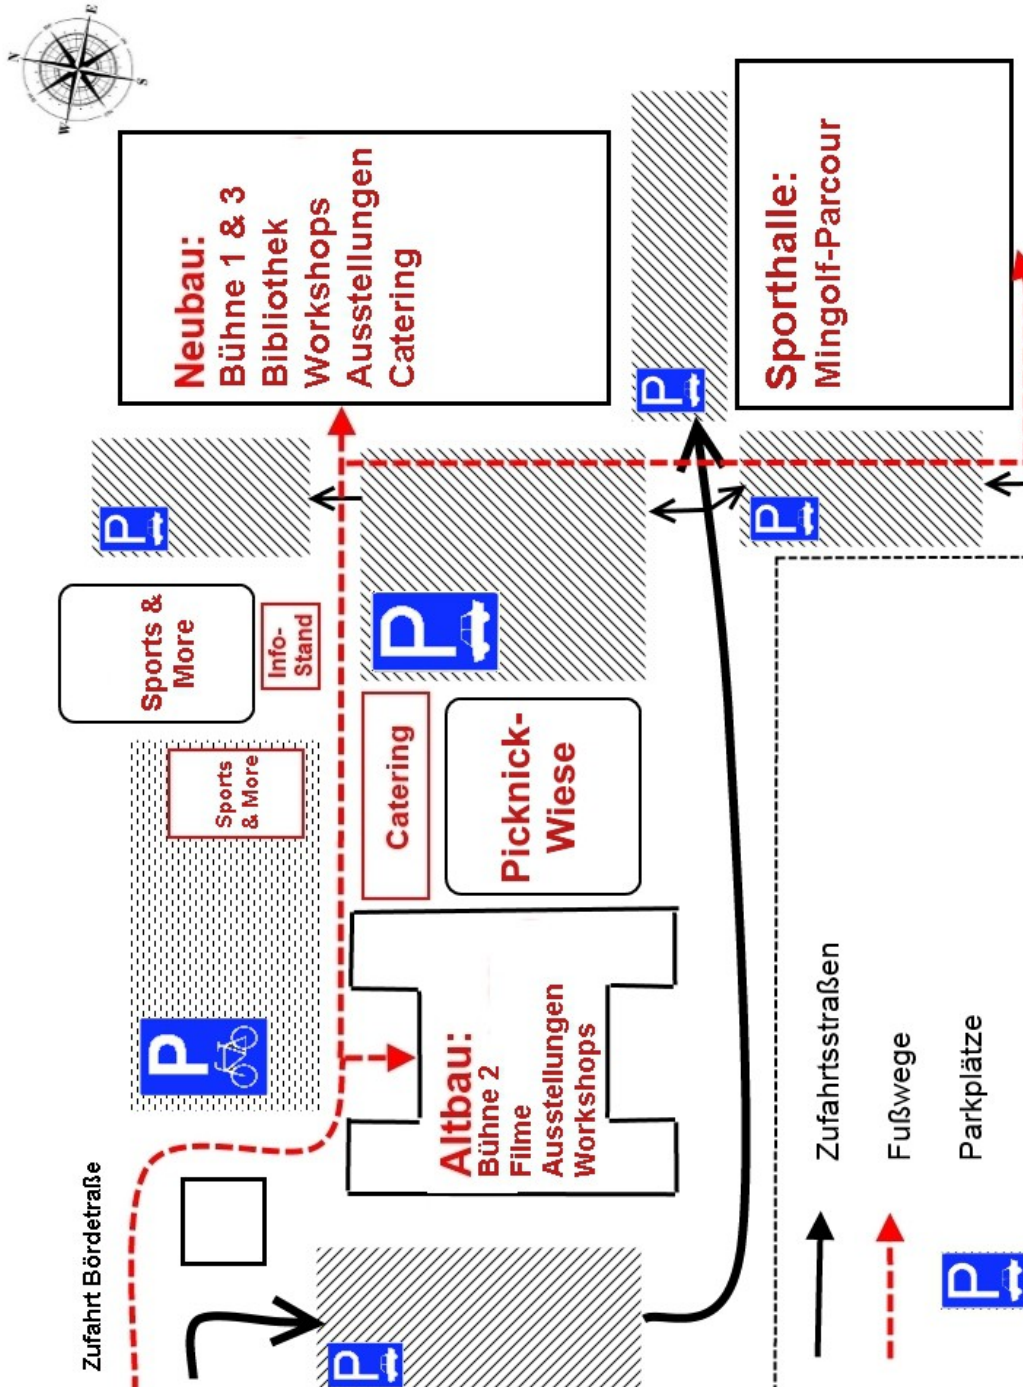 N
E
S
W
Neubau:
Bühne 1 & 3
Bibliothek
Workshops
Ausstellungen
Catering
Sporthalle:
Mingolf-Parcour
P
P
P
P
Sports &
More
Info-
Stand
Sports
& More
Catering
Picknick-
Wiese
P
Altbau:
Bühne 2
Filme
Ausstellungen
Workshops
Zufahrt Bördetraße
P
Zufahrtsstraßen
Fußwege
P
Parkplätze